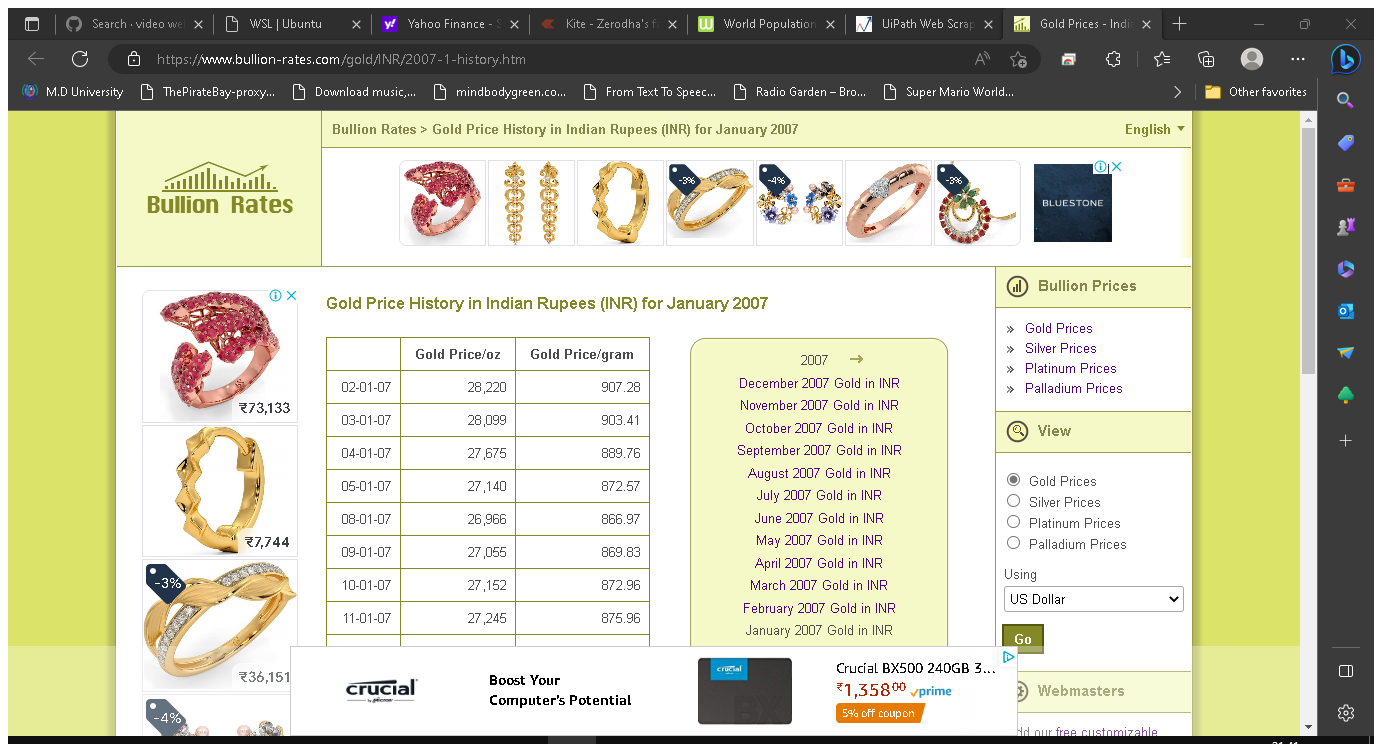 Search · video we
WSL | Ubuntu
Yahoo Finance - S
Kite - Zerodha's f
World Population
UiPath Web Scrap
Gold Prices - Indi
https://www.bullion-rates.com/gold/INR/2007-1-history.htm
M.D University
ThePirateBay-proxy...
Download music,...
mindbodygreen.co...
From Text To Speec...
Radio Garden – Bro...
Super Mario World...
Other favorites
Bullion Rates
Bullion Rates > Gold Price History in Indian Rupees (INR) for January 2007
English
-3%
-4%
-3%
BLUESTONE
₹73,133
₹7,744
-3%
₹36,151
-4%
Gold Price History in Indian Rupees (INR) for January 2007
Gold Price/oz Gold Price/gram
02-01-07 28,220 907.28
03-01-07 28,099 903.41
04-01-07 27,675 889.76
05-01-07 27,140 872.57
08-01-07 26,966 866.97
09-01-07 27,055 869.83
10-01-07 27,152 872.96
11-01-07 27,245 875.96
2007 →
December 2007 Gold in INR
November 2007 Gold in INR
October 2007 Gold in INR
September 2007 Gold in INR
August 2007 Gold in INR
July 2007 Gold in INR
June 2007 Gold in INR
May 2007 Gold in INR
April 2007 Gold in INR
March 2007 Gold in INR
February 2007 Gold in INR
January 2007 Gold in INR
Bullion Prices
» Gold Prices
» Silver Prices
» Platinum Prices
» Palladium Prices
View
Gold Prices
Silver Prices
Platinum Prices
Palladium Prices
Using
US Dollar
Go
Webmasters
dd our free customizable
crucial
by Micron
Boost Your
Computer's Potential
crucial
BX
Crucial BX500 240GB 3...
₹1,358⁰⁰ prime
5% off coupon